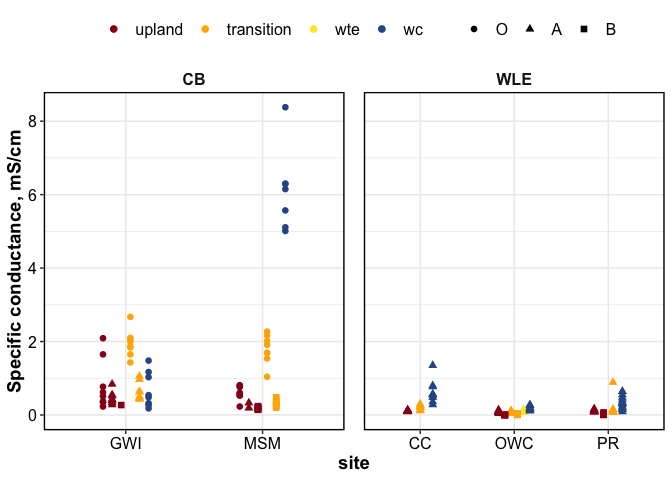 upland transition wte wc O A B
CB WLE
Specific conductance, mS/cm
8
6
4
2
0
GWI MSM CC OWC PR
site